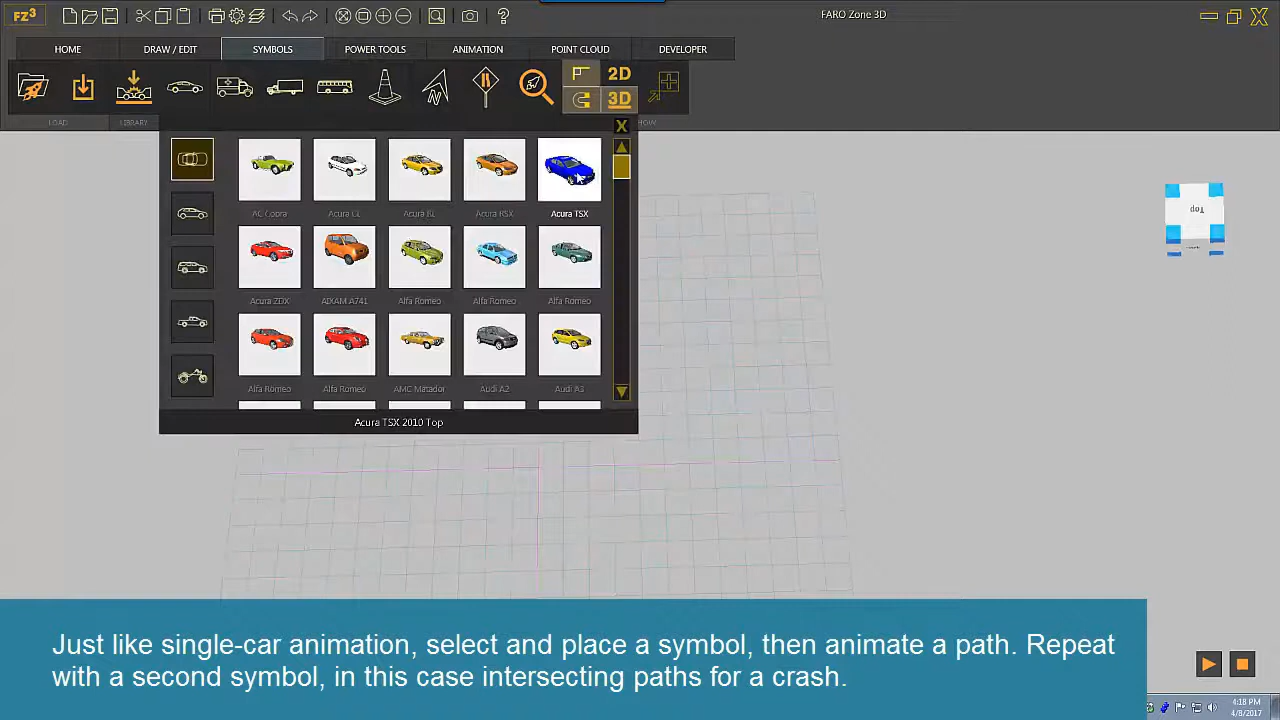 FZ³
FARO Zone 3D
HOME
DRAW / EDIT
SYMBOLS
POWER TOOLS
ANIMATION
POINT CLOUD
DEVELOPER
2D
3D
LOAD
LIBRARY
X
AC Cobra
Acura CL
Acura RSX
Acura TSX
Acura ZDX
AIXAM A741
Alfa Romeo
Alfa Romeo
Alfa Romeo
Alfa Romeo
Alfa Romeo
AMC Matador
Audi A2
Audi A3
Acura TSX 2010 Top
Top
Just like single-car animation, select and place a symbol, then animate a path. Repeat
with a second symbol, in this case intersecting paths for a crash.
4:18 PM
4/8/2017